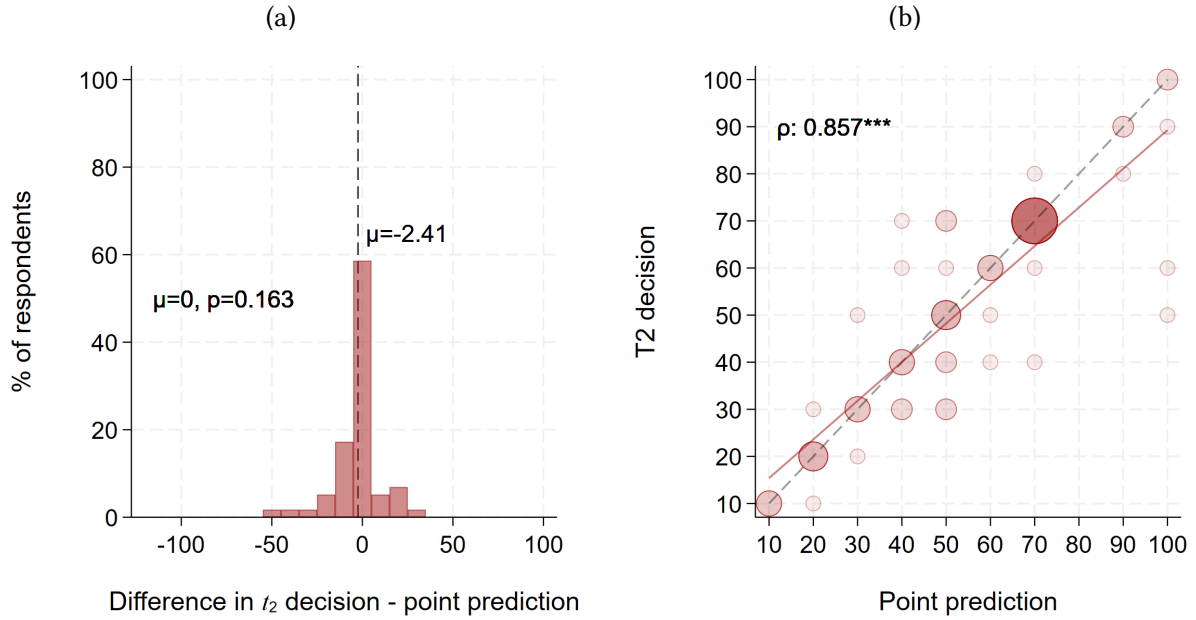 (a)
% of respondents
100
80
60
40
20
0
μ=-2.41
μ=0, p=0.163
-100 -50 0 50 100
Difference in t₂ decision - point prediction
(b)
T2 decision
100
90
80
70
60
50
40
30
20
10
ρ: 0.857***
10 20 30 40 50 60 70 80 90 100
Point prediction